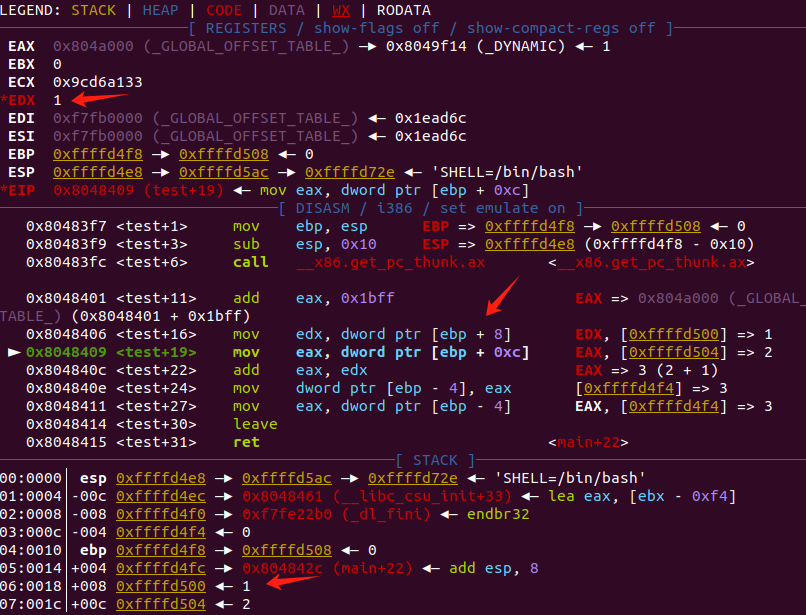 LEGEND: STACK | HEAP | CODE | DATA | WX | RODATA
[ REGISTERS / show-flags off / show-compact-regs off ]
EAX 0x804a000 (_GLOBAL_OFFSET_TABLE_) —▸ 0x8049f14 (_DYNAMIC) ◂— 1
EBX 0
ECX 0x9cd6a133
*EDX 1
EDI 0xf7fb0000 (_GLOBAL_OFFSET_TABLE_) ◂— 0x1ead6c
ESI 0xf7fb0000 (_GLOBAL_OFFSET_TABLE_) ◂— 0x1ead6c
EBP 0xffffd4f8 —▸ 0xffffd508 ◂— 0
ESP 0xffffd4e8 —▸ 0xffffd5ac —▸ 0xffffd72e ◂— 'SHELL=/bin/bash'
*EIP 0x8048409 (test+19) ◂— mov eax, dword ptr [ebp + 0xc]
[ DISASM / i386 / set emulate on ]
0x80483f7 <test+1> mov ebp, esp EBP => 0xffffd4f8 —▸ 0xffffd508 ◂— 0
0x80483f9 <test+3> sub esp, 0x10 ESP => 0xffffd4e8 (0xffffd4f8 - 0x10)
0x80483fc <test+6> call __x86.get_pc_thunk.ax <__x86.get_pc_thunk.ax>
0x8048401 <test+11> add eax, 0x1bff EAX => 0x804a000 (_GLOBAL_
TABLE_) (0x8048401 + 0x1bff)
0x8048406 <test+16> mov edx, dword ptr [ebp + 8] EDX, [0xffffd500] => 1
► 0x8048409 <test+19> mov eax, dword ptr [ebp + 0xc] EAX, [0xffffd504] => 2
0x804840c <test+22> add eax, edx EAX => 3 (2 + 1)
0x804840e <test+24> mov dword ptr [ebp - 4], eax [0xffffd4f4] => 3
0x8048411 <test+27> mov eax, dword ptr [ebp - 4] EAX, [0xffffd4f4] => 3
0x8048414 <test+30> leave
0x8048415 <test+31> ret <main+22>
[ STACK ]
00:0000│ esp 0xffffd4e8 —▸ 0xffffd5ac —▸ 0xffffd72e ◂— 'SHELL=/bin/bash'
01:0004│ -00c 0xffffd4ec —▸ 0x8048461 (__libc_csu_init+33) ◂— lea eax, [ebx - 0xf4]
02:0008│ -008 0xffffd4f0 —▸ 0xf7fe22b0 (_dl_fini) ◂— endbr32
03:000c│ -004 0xffffd4f4 ◂— 0
04:0010│ ebp 0xffffd4f8 —▸ 0xffffd508 ◂— 0
05:0014│ +004 0xffffd4fc —▸ 0x804842c (main+22) ◂— add esp, 8
06:0018│ +008 0xffffd500 ◂— 1
07:001c│ +00c 0xffffd504 ◂— 2